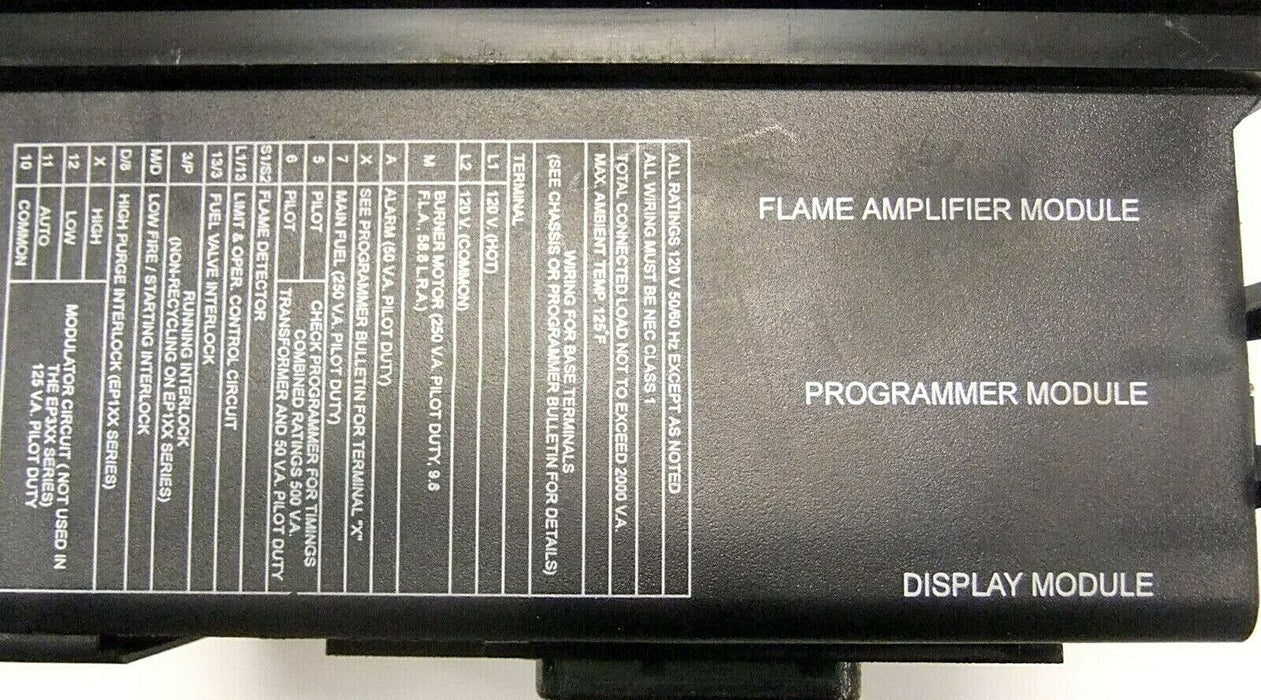 FLAME AMPLIFIER MODULE
PROGRAMMER MODULE
DISPLAY MODULE
ALL RATINGS 120 V 50/60 Hz EXCEPT AS NOTED
ALL WIRING MUST BE NEC CLASS 1
TOTAL CONNECTED LOAD NOT TO EXCEED 2000 V.A.
MAX. AMBIENT TEMP. 125°F
WIRING FOR BASE TERMINALS
(SEE CHASSIS OR PROGRAMMER BULLETIN FOR DETAILS)
TERMINAL
L1 120 V. (HOT)
L2 120 V. (COMMON)
M BURNER MOTOR (250 V.A. PILOT DUTY, 9.8
F.L.A., 58.8 L.R.A.)
A ALARM (50 V.A. PILOT DUTY)
X SEE PROGRAMMER BULLETIN FOR TERMINAL "X"
7 MAIN FUEL (250 V.A. PILOT DUTY)
5 PILOT CHECK PROGRAMMER FOR TIMINGS
COMBINED RATINGS 500 V.A.
6 PILOT TRANSFORMER AND 50 V.A. PILOT DUTY
S1/S2 FLAME DETECTOR
L1/13 LIMIT & OPER. CONTROL CIRCUIT
13/3 FUEL VALVE INTERLOCK
3/P RUNNING INTERLOCK
(NON-RECYCLING ON EP1XX SERIES)
M/D LOW FIRE / STARTING INTERLOCK
D/8 HIGH PURGE INTERLOCK (EP1XX SERIES)
X HIGH
12 LOW MODULATOR CIRCUIT ( NOT USED IN
11 AUTO THE EP3XX SERIES)
10 COMMON 125 V.A. PILOT DUTY